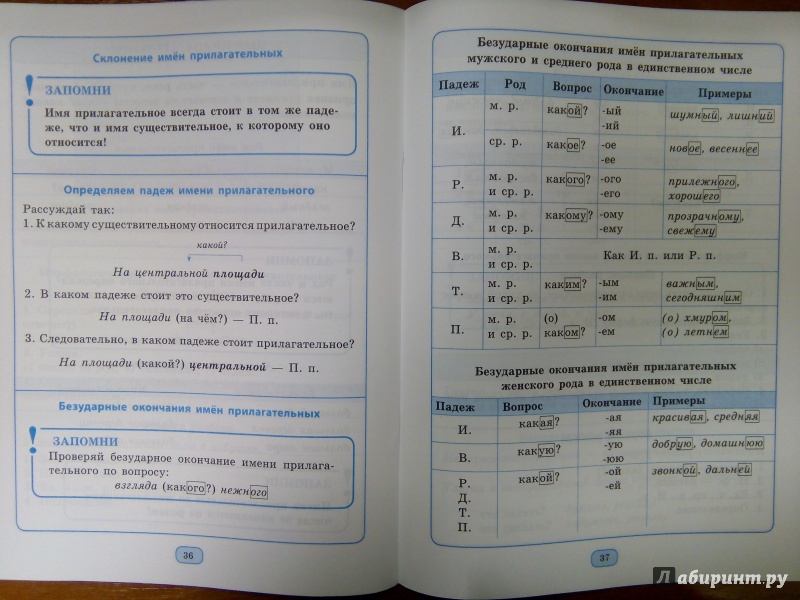 Склонение имён прилагательных
ЗАПОМНИ
Имя прилагательное всегда стоит в том же паде-
же, что и имя существительное, к которому оно
относится!
Определяем падеж имени прилагательного
Рассуждай так:
1. К какому существительному относится прилагательное?
какой?
На центральной площади
2. В каком падеже стоит это существительное?
На площади (на чём?) — П. п.
3. Следовательно, в каком падеже стоит прилагательное?
На площади (какой?) центральной — П. п.
Безударные окончания имён прилагательных
ЗАПОМНИ
Проверяй безударное окончание имени прилага-
тельного по вопросу:
взгляда (какого?) нежного
36
Безударные окончания имён прилагательных
мужского и среднего рода в единственном числе
Падеж Род Вопрос Окончание Примеры
И. м. р. какой? -ый шумный, лишний
-ий
ср. р. какое? -ое новое, весеннее
-ее
Р. м. р. какого? -ого прилежного,
и ср. р. -его хорошего
Д. м. р. какому? -ому прозрачному,
и ср. р. -ему свежему
В. м. р. Как И. п. или Р. п.
и ср. р.
Т. м. р. каким? -ым важным,
и ср. р. -им сегодняшним
П. м. р. (о) -ом (о) хмуром,
и ср. р. каком? -ем (о) летнем
Безударные окончания имён прилагательных
женского рода в единственном числе
Падеж Вопрос Окончание Примеры
И. какая? -ая красивая, средняя
-яя
В. какую? -ую добрую, домашнюю
-юю
Р. какой? -ой звонкой, дальней
Д. -ей
Т.
П.
37
Лабиринт.ру